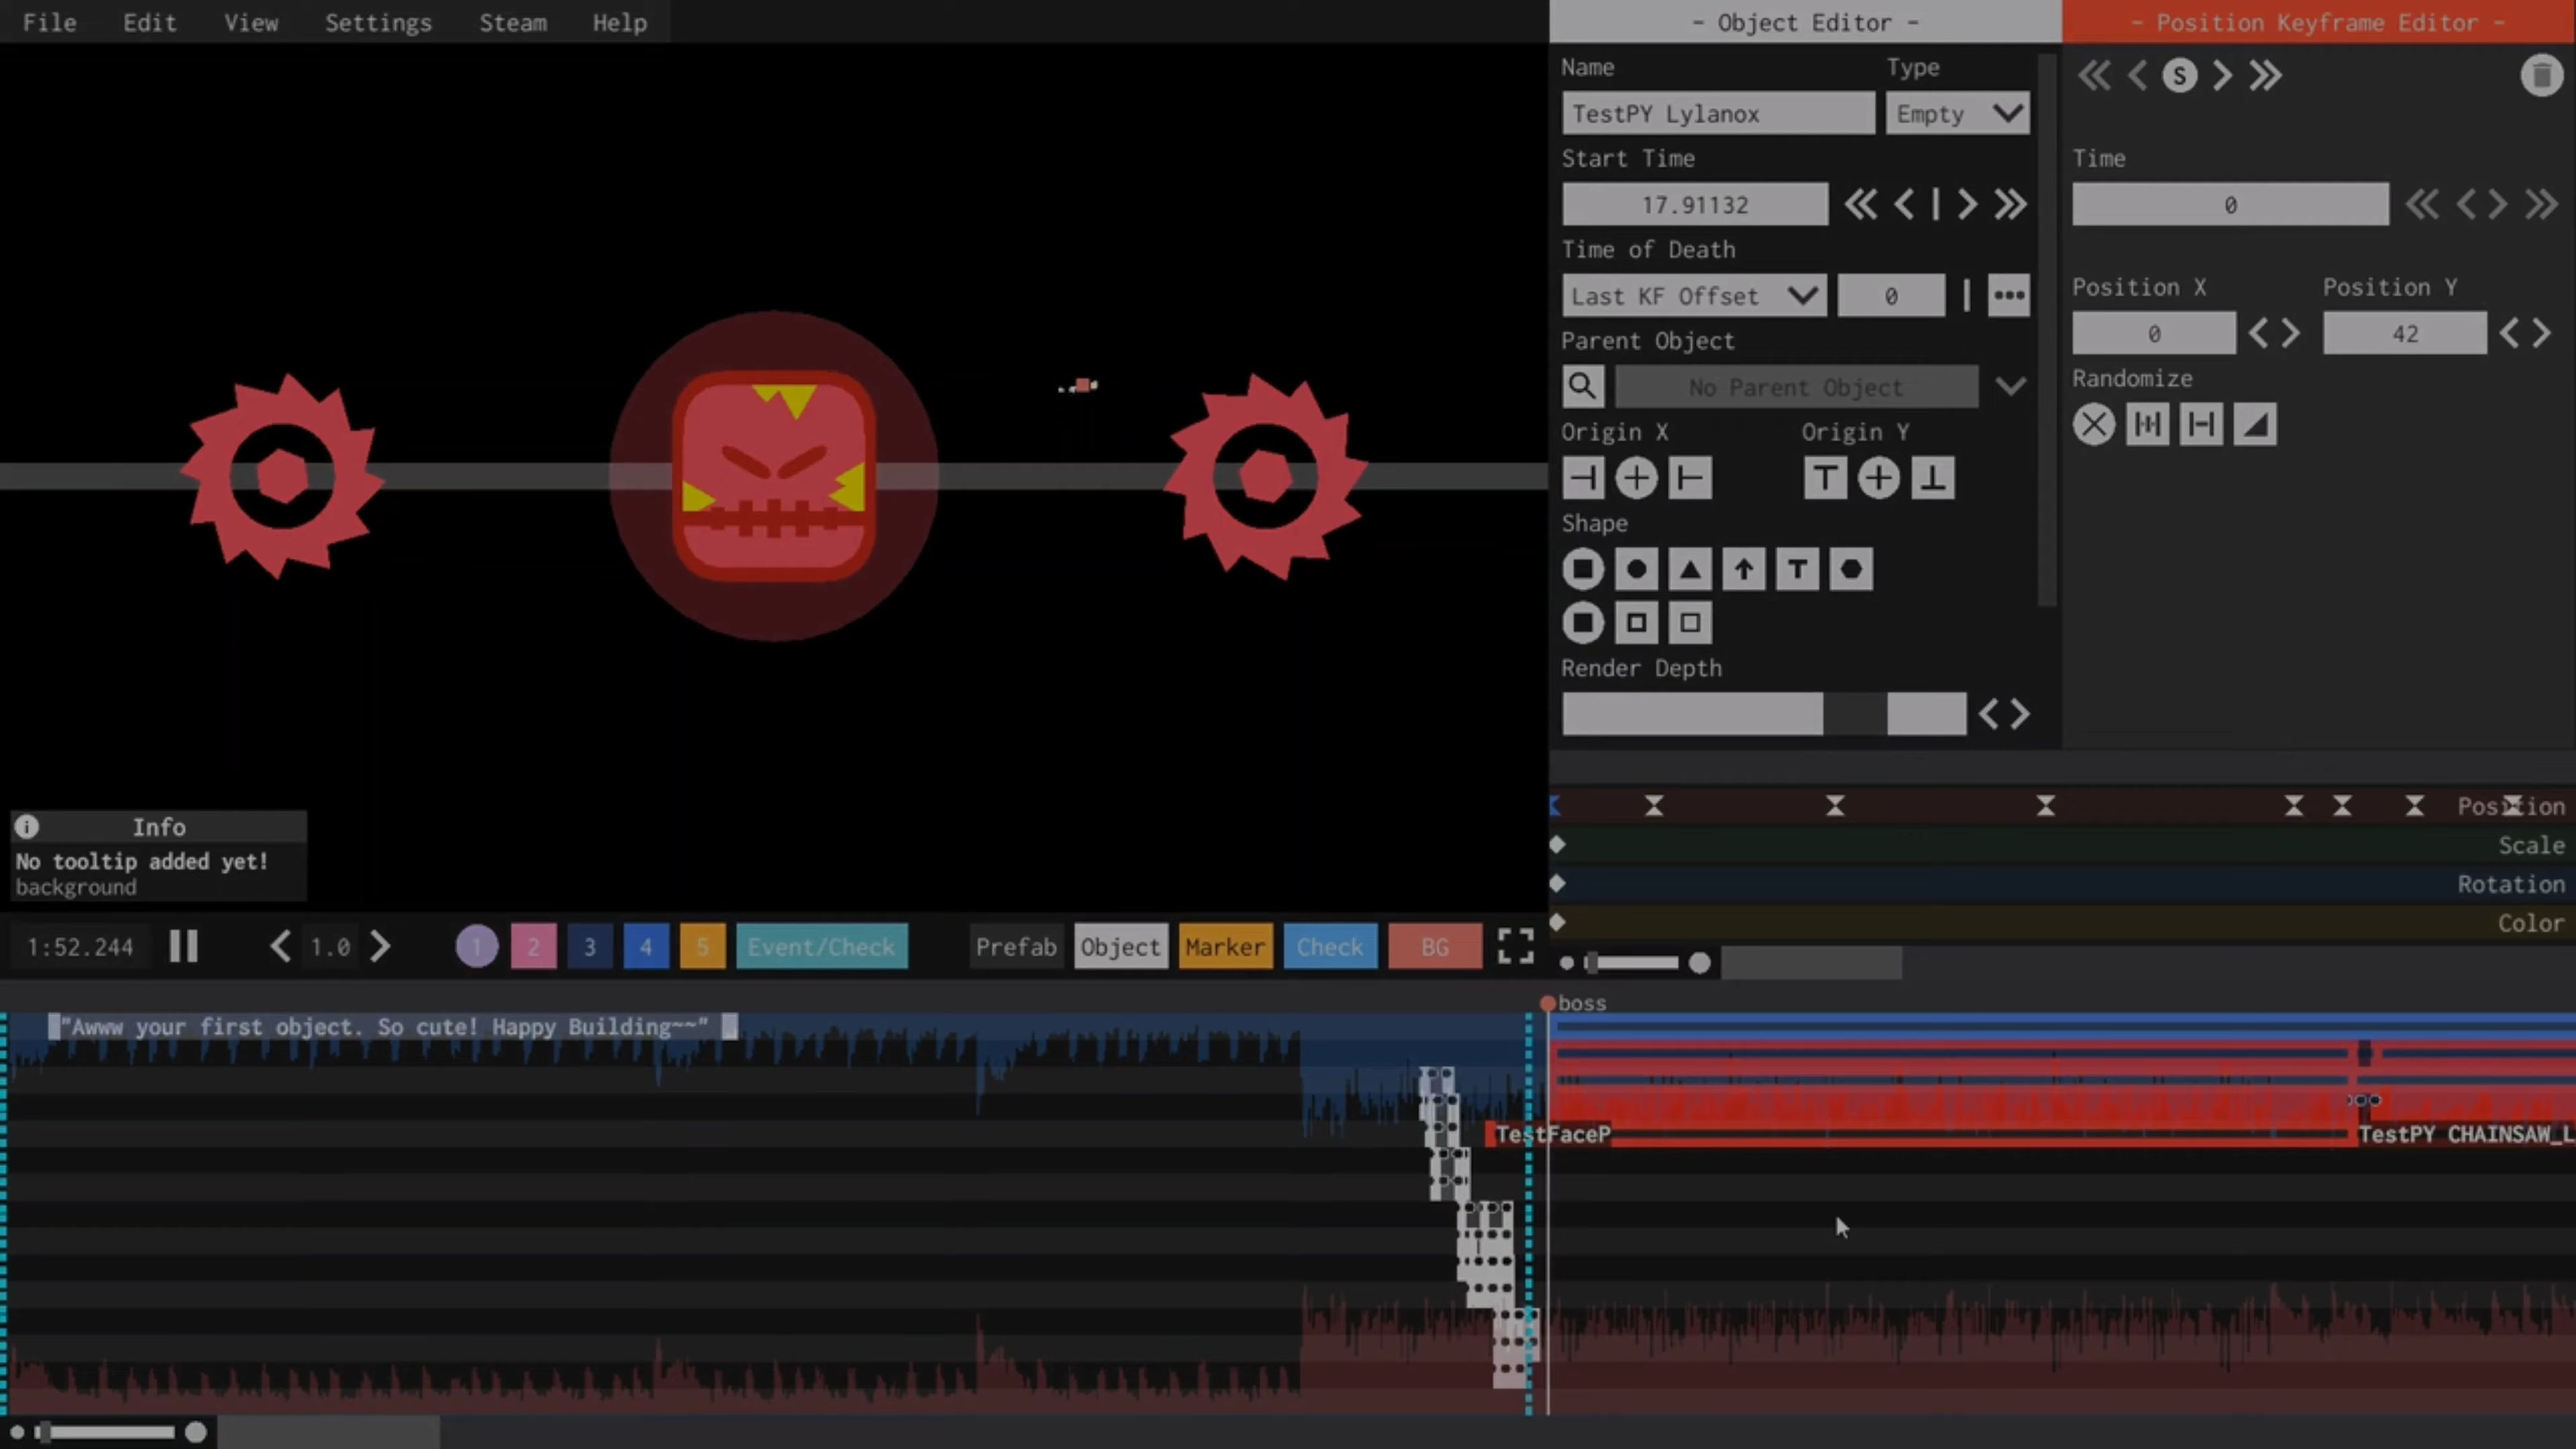 File Edit View Settings Steam Help
- Object Editor -
- Position Keyframe Editor -
Name Type
TestPY Lylanox Empty
S
Start Time
17.91132
Time
0
Time of Death
Last KF Offset 0
Position X Position Y
0 42
Parent Object
No Parent Object
Randomize
Origin X Origin Y
Shape
Render Depth
Info
No tooltip added yet!
background
Position
Scale
Rotation
Color
1:52.244 1.0 1 2 3 4 5 Event/Check Prefab Object Marker Check BG
boss
"Awww your first object. So cute! Happy Building~~"
TestFaceP
TestPY CHAINSAW_L